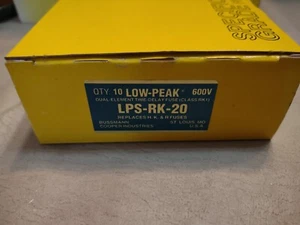 QTY 10 LOW-PEAK 600V
DUAL-ELEMENT TIME-DELAY FUSE (CLASS RK1)
LPS-RK-20
REPLACES H, K, & R FUSES
BUSSMANN ST. LOUIS, MO.
COOPER INDUSTRIES U.S.A.